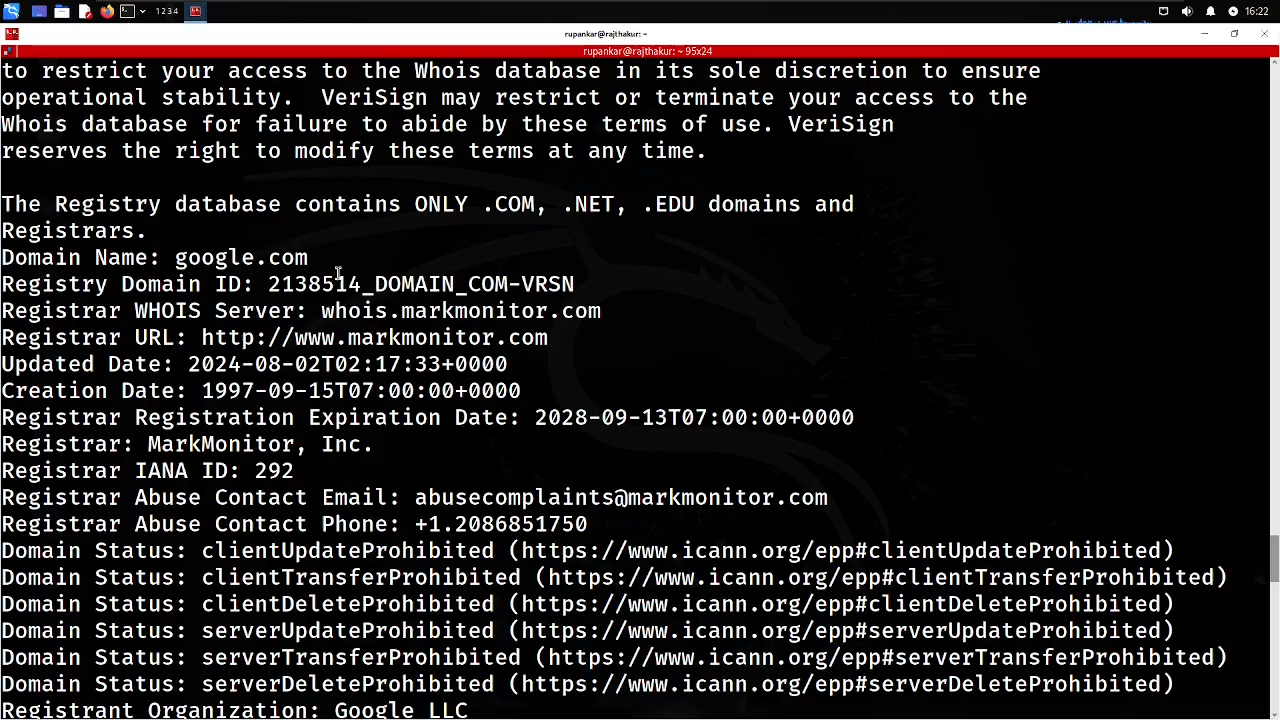 1 2 3 4
16:22
rupankar@rajthakur: ~
rupankar@rajthakur: ~ 95x24
to restrict your access to the Whois database in its sole discretion to ensure
operational stability.  VeriSign may restrict or terminate your access to the
Whois database for failure to abide by these terms of use. VeriSign
reserves the right to modify these terms at any time.
The Registry database contains ONLY .COM, .NET, .EDU domains and
Registrars.
Domain Name: google.com
Registry Domain ID: 2138514_DOMAIN_COM-VRSN
Registrar WHOIS Server: whois.markmonitor.com
Registrar URL: http://www.markmonitor.com
Updated Date: 2024-08-02T02:17:33+0000
Creation Date: 1997-09-15T07:00:00+0000
Registrar Registration Expiration Date: 2028-09-13T07:00:00+0000
Registrar: MarkMonitor, Inc.
Registrar IANA ID: 292
Registrar Abuse Contact Email: abusecomplaints@markmonitor.com
Registrar Abuse Contact Phone: +1.2086851750
Domain Status: clientUpdateProhibited (https://www.icann.org/epp#clientUpdateProhibited)
Domain Status: clientTransferProhibited (https://www.icann.org/epp#clientTransferProhibited)
Domain Status: clientDeleteProhibited (https://www.icann.org/epp#clientDeleteProhibited)
Domain Status: serverUpdateProhibited (https://www.icann.org/epp#serverUpdateProhibited)
Domain Status: serverTransferProhibited (https://www.icann.org/epp#serverTransferProhibited)
Domain Status: serverDeleteProhibited (https://www.icann.org/epp#serverDeleteProhibited)
Registrant Organization: Google LLC